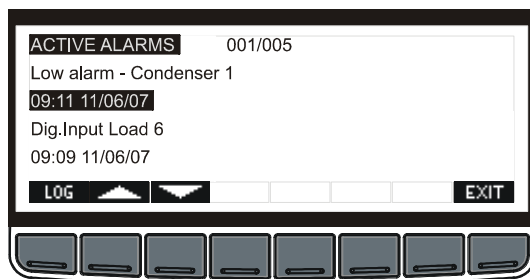 ACTIVE ALARMS 001/005
Low alarm - Condenser 1
09:11 11/06/07
Dig.Input Load 6
09:09 11/06/07
LOG EXIT